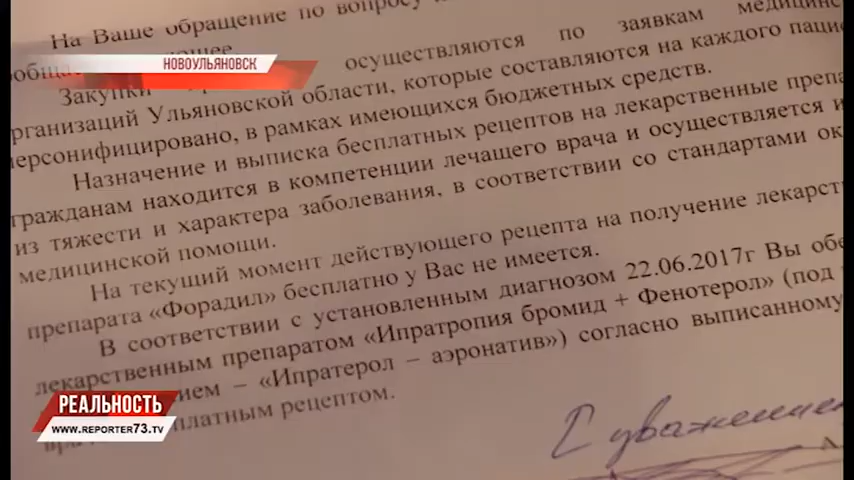 На Ваше обращение по вопросу
НОВОУЛЬЯНОВСК
Закупки осуществляются по заявкам
организаций Ульяновской области, которые составляются на каждого
персонифицировано, в рамках имеющихся бюджетных средств.
Назначение и выписка бесплатных рецептов на лекарственные
гражданам находится в компетенции лечащего врача и осуществляется
из тяжести и характера заболевания, в соответствии со стандартами
медицинской помощи.
На текущий момент действующего рецепта на получение
препарата «Форадил» бесплатно у Вас не имеется.
В соответствии с установленным диагнозом 22.06.2017г Вы
лекарственным препаратом «Ипратропия бромид + Фенотерол» (под
– «Ипратерол – аэронатив») согласно выписанному
рецептом.
С уважением
РЕАЛЬНОСТЬ
www.REPORTER73.TV